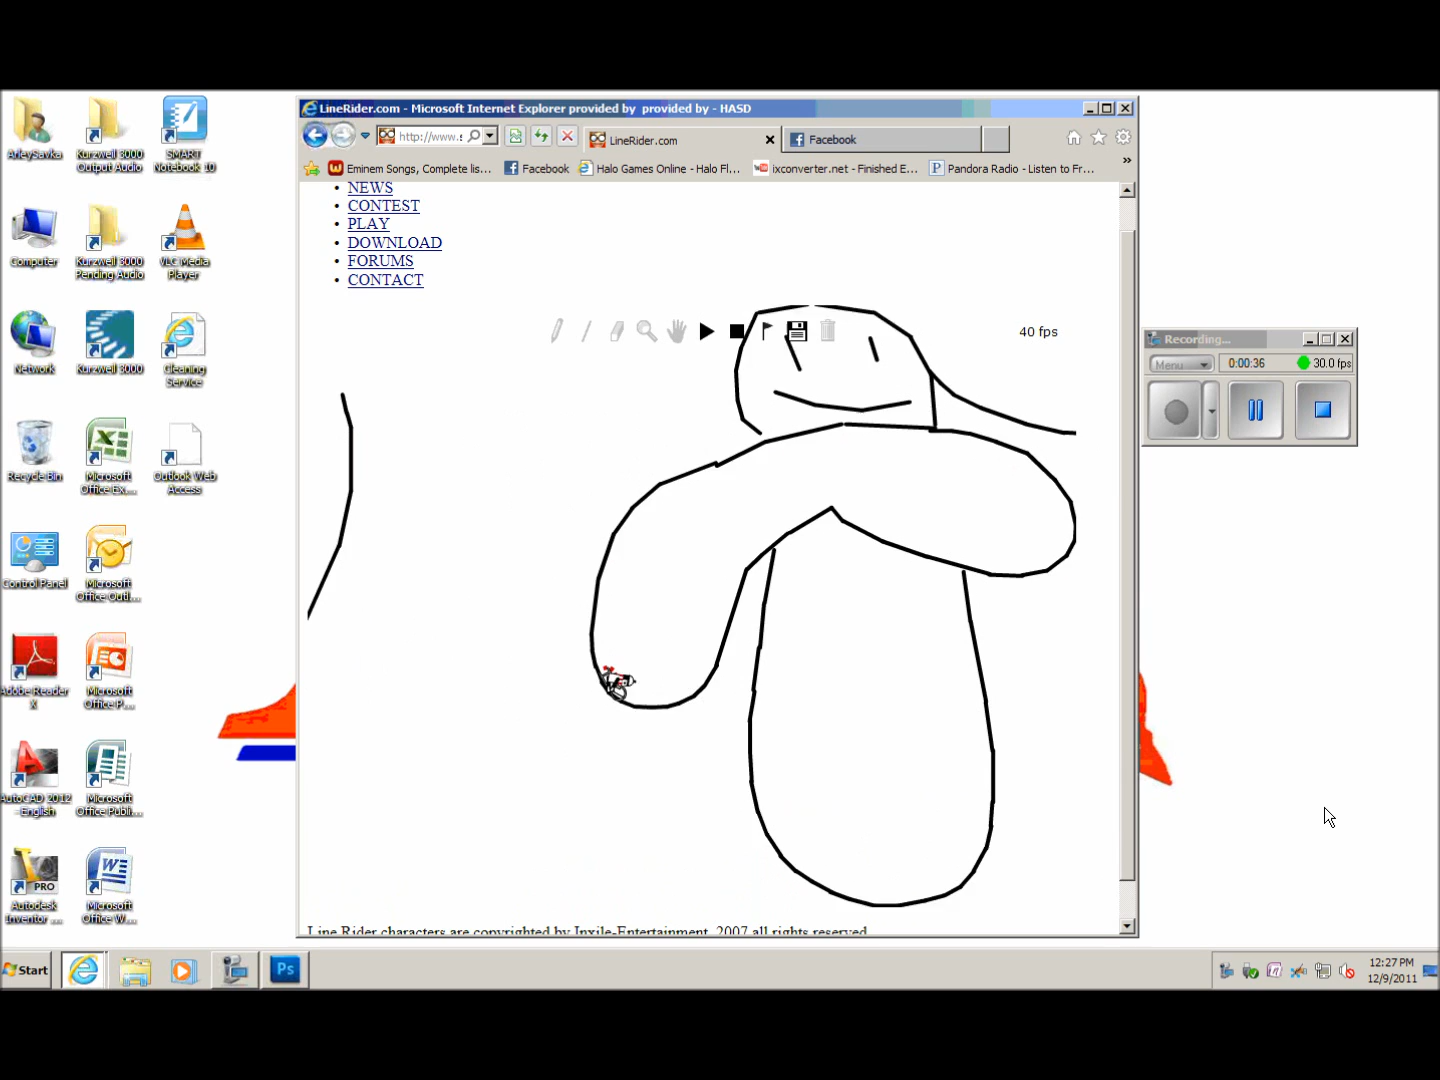 LineRider.com - Microsoft Internet Explorer provided by provided by - HASD
http://www.s
LineRider.com
Facebook
Eminem Songs, Complete lis...
Facebook
Halo Games Online - Halo Fl...
ixconverter.net - Finished E...
Pandora Radio - Listen to Fr...
NEWS
CONTEST
PLAY
DOWNLOAD
FORUMS
CONTACT
40 fps
Line Rider characters are copyrighted by Inxile-Entertainment, 2007 all rights reserved
Recording...
Menu
0:00:36
30.0 fps
ArleySavka
Kurzweil 3000
Output Audio
SMART
Notebook 10
Computer
Kurzweil 3000
Pending Audio
VLC Media
Player
Network
Kurzweil 3000
Cleaning
Service
Recycle Bin
Microsoft
Office Ex...
Outlook Web
Access
Control Panel
Microsoft
Office Outl...
Adobe Reader
X
Microsoft
Office P...
AutoCAD 2012
- English
Microsoft
Office Publi...
PRO
Autodesk
Inventor ...
Microsoft
Office W...
Start
Ps
12:27 PM
12/9/2011